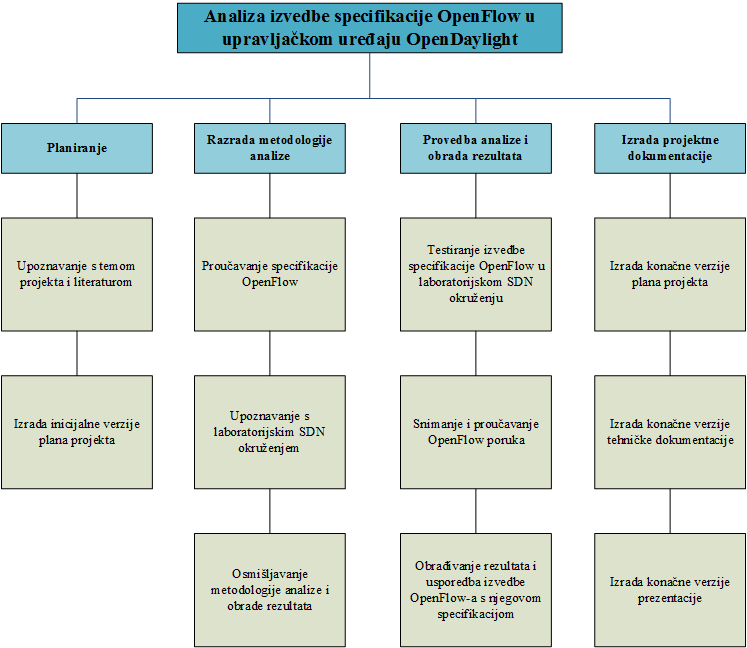 Analiza izvedbe specifikacije OpenFlow u
upravljačkom uređaju OpenDaylight
Planiranje
Upoznavanje s temom
projekta i literaturom
Izrada inicijalne verzije
plana projekta
Razrada metodologije
analize
Proučavanje specifikacije
OpenFlow
Upoznavanje s
laboratorijskim SDN
okruženjem
Osmišljavanje
metodologije analize i
obrade rezultata
Provedba analize i
obrada rezultata
Testiranje izvedbe
specifikacije OpenFlow u
laboratorijskom SDN
okruženju
Snimanje i proučavanje
OpenFlow poruka
Obrađivanje rezultata i
usporedba izvedbe
OpenFlow-a s njegovom
specifikacijom
Izrada projektne
dokumentacije
Izrada konačne verzije
plana projekta
Izrada konačne verzije
tehničke dokumentacije
Izrada konačne verzije
prezentacije